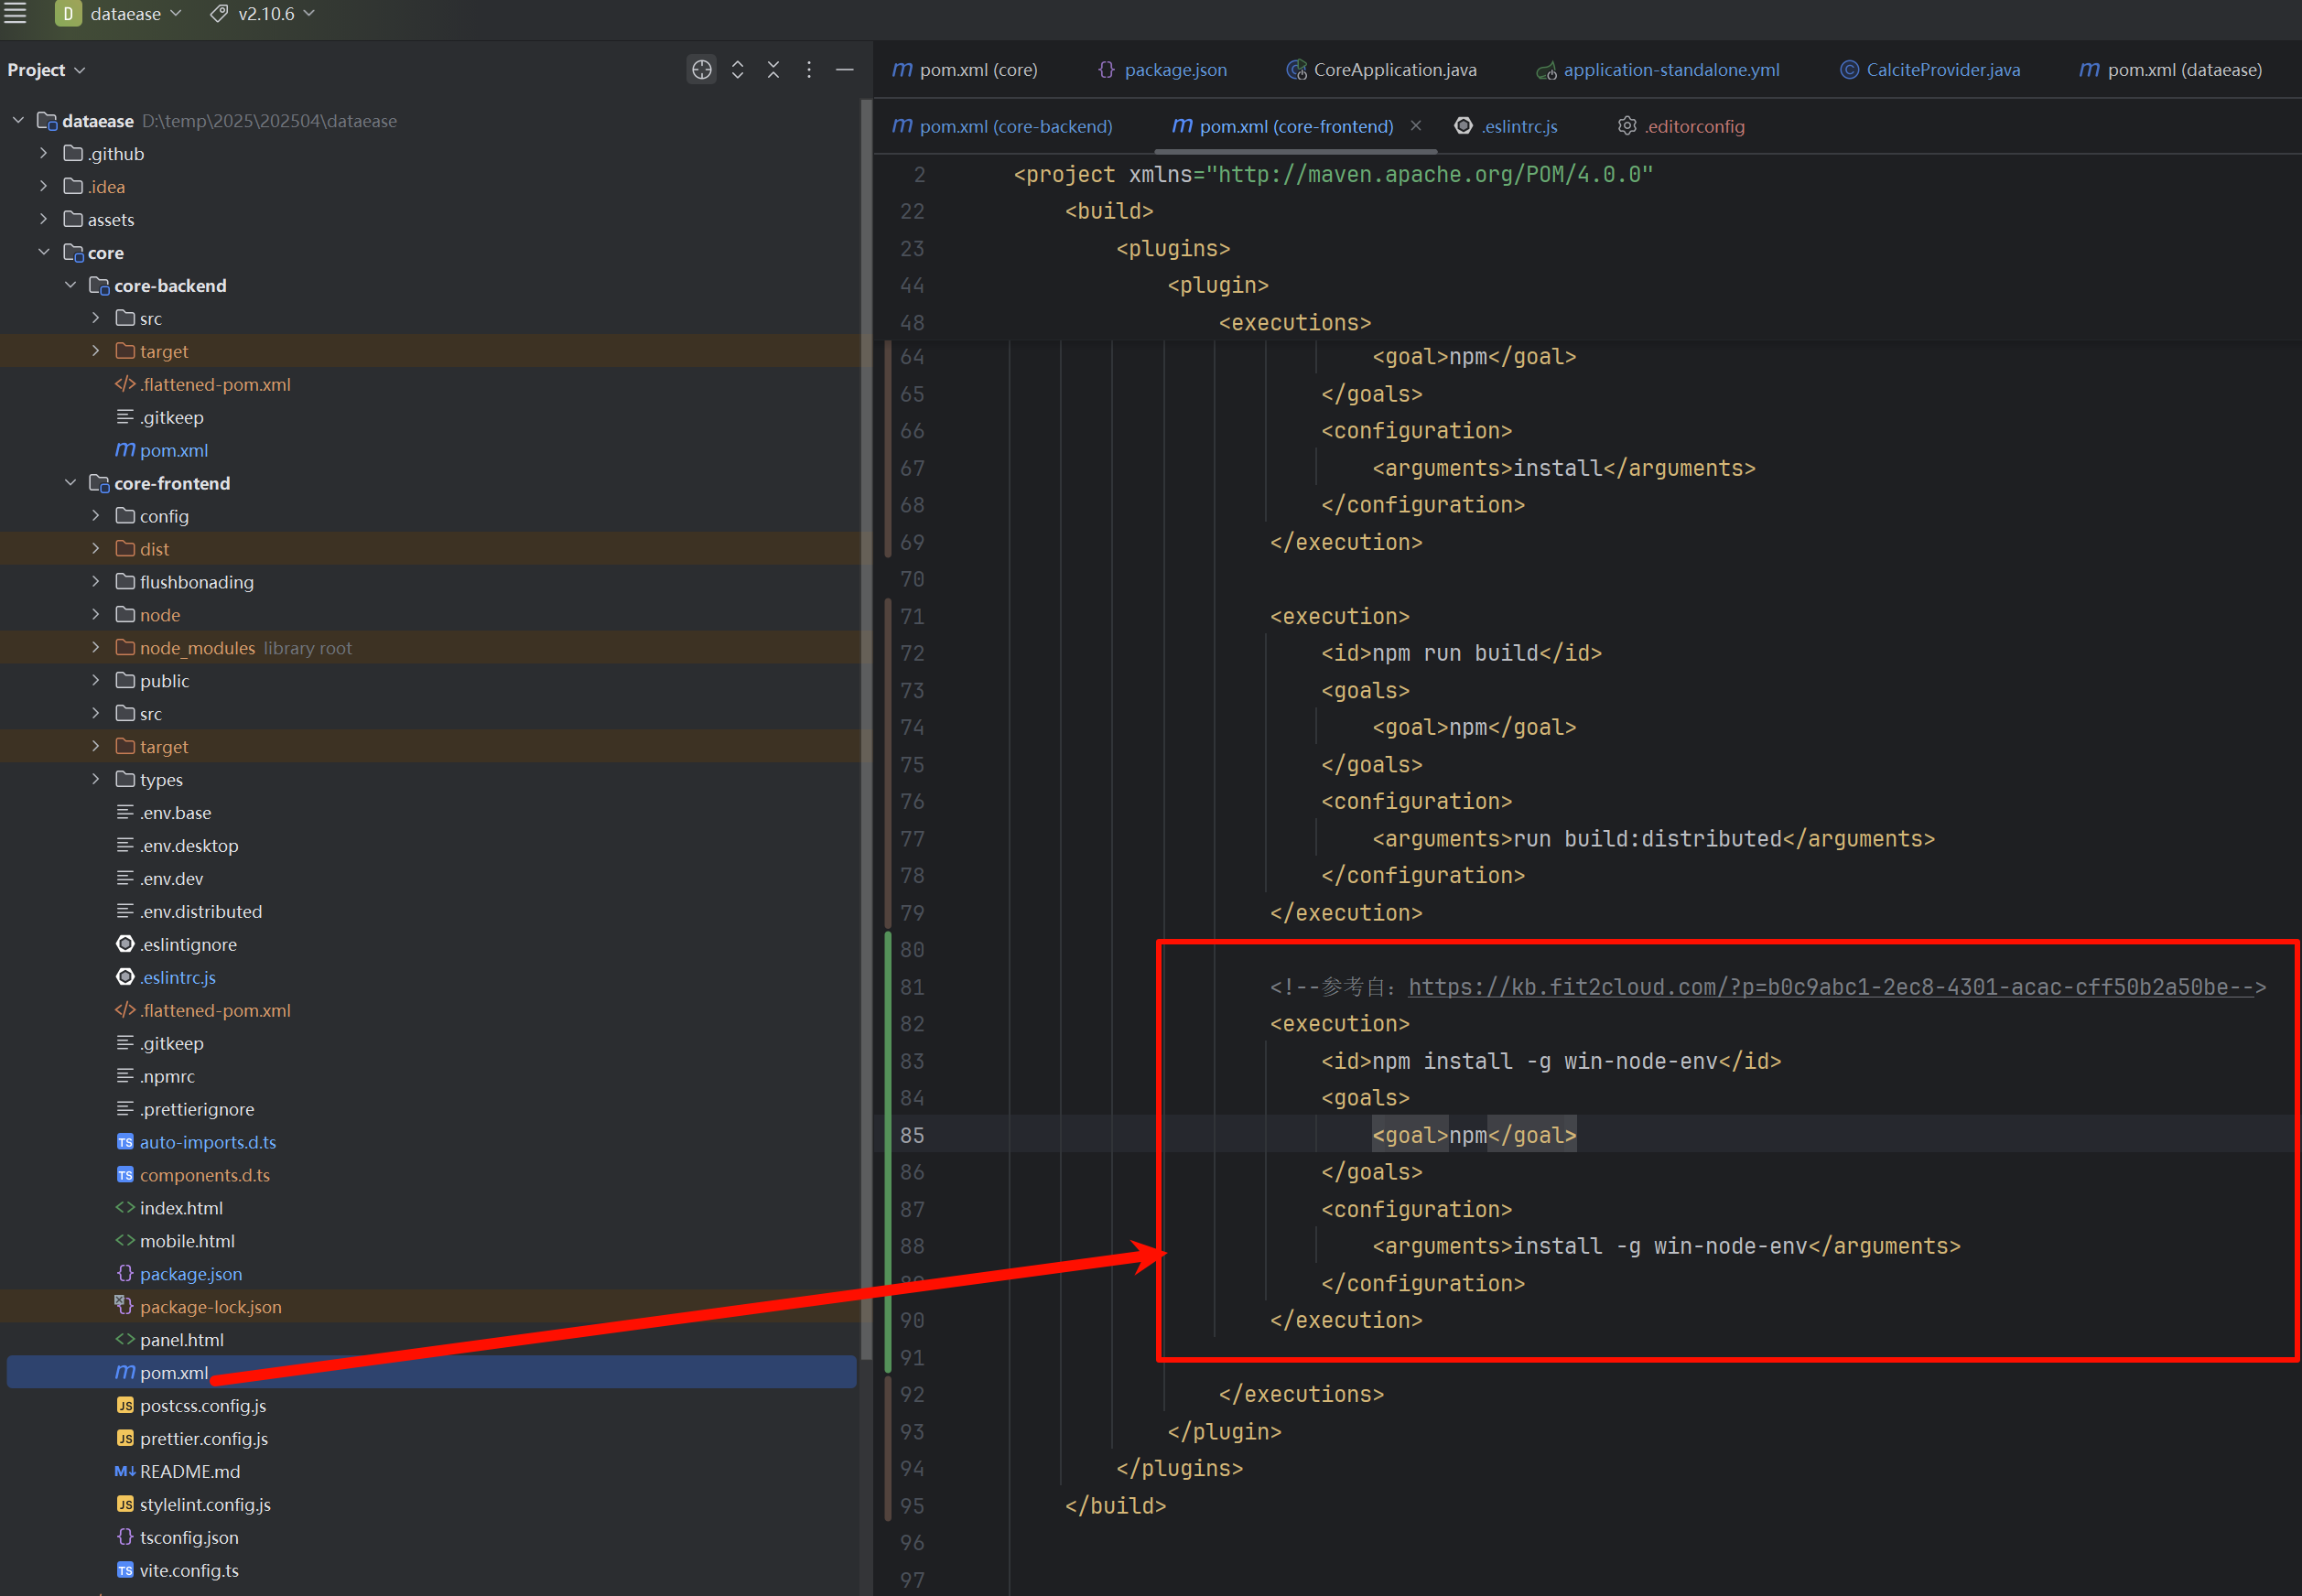 D dataease v2.10.6
Project
dataease D:\temp\2025\202504\dataease
.github
.idea
assets
core
core-backend
src
target
.flattened-pom.xml
.gitkeep
pom.xml
core-frontend
config
dist
flushbonading
node
node_modules library root
public
src
target
types
.env.base
.env.desktop
.env.dev
.env.distributed
.eslintignore
.eslintrc.js
.flattened-pom.xml
.gitkeep
.npmrc
.prettierignore
auto-imports.d.ts
components.d.ts
index.html
mobile.html
package.json
package-lock.json
panel.html
pom.xml
postcss.config.js
prettier.config.js
README.md
stylelint.config.js
tsconfig.json
vite.config.ts
pom.xml (core) package.json CoreApplication.java application-standalone.yml CalciteProvider.java pom.xml (dataease)
pom.xml (core-backend) pom.xml (core-frontend) .eslintrc.js .editorconfig
2 <project xmlns="http://maven.apache.org/POM/4.0.0"
22 <build>
23 <plugins>
44 <plugin>
48 <executions>
64 <goal>npm</goal>
65 </goals>
66 <configuration>
67 <arguments>install</arguments>
68 </configuration>
69 </execution>
70
71 <execution>
72 <id>npm run build</id>
73 <goals>
74 <goal>npm</goal>
75 </goals>
76 <configuration>
77 <arguments>run build:distributed</arguments>
78 </configuration>
79 </execution>
80
81 <!--参考自：https://kb.fit2cloud.com/?p=b0c9abc1-2ec8-4301-acac-cff50b2a50be-->
82 <execution>
83 <id>npm install -g win-node-env</id>
84 <goals>
85 <goal>npm</goal>
86 </goals>
87 <configuration>
88 <arguments>install -g win-node-env</arguments>
</configuration>
90 </execution>
91
92 </executions>
93 </plugin>
94 </plugins>
95 </build>
96
97